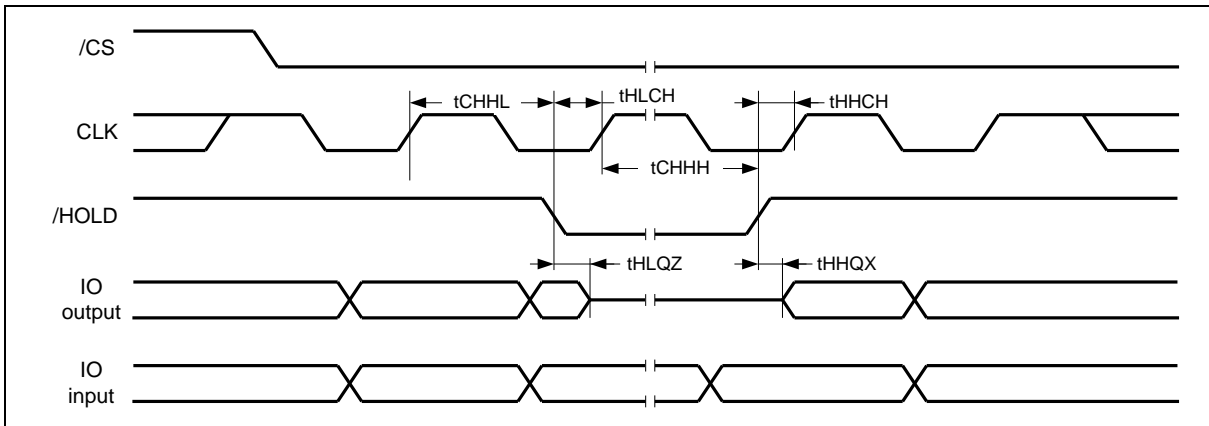 /CS
tCHHL
tHLCH
tHHCH
CLK
tCHHH
/HOLD
tHLQZ
tHHQX
IO
output
IO
input